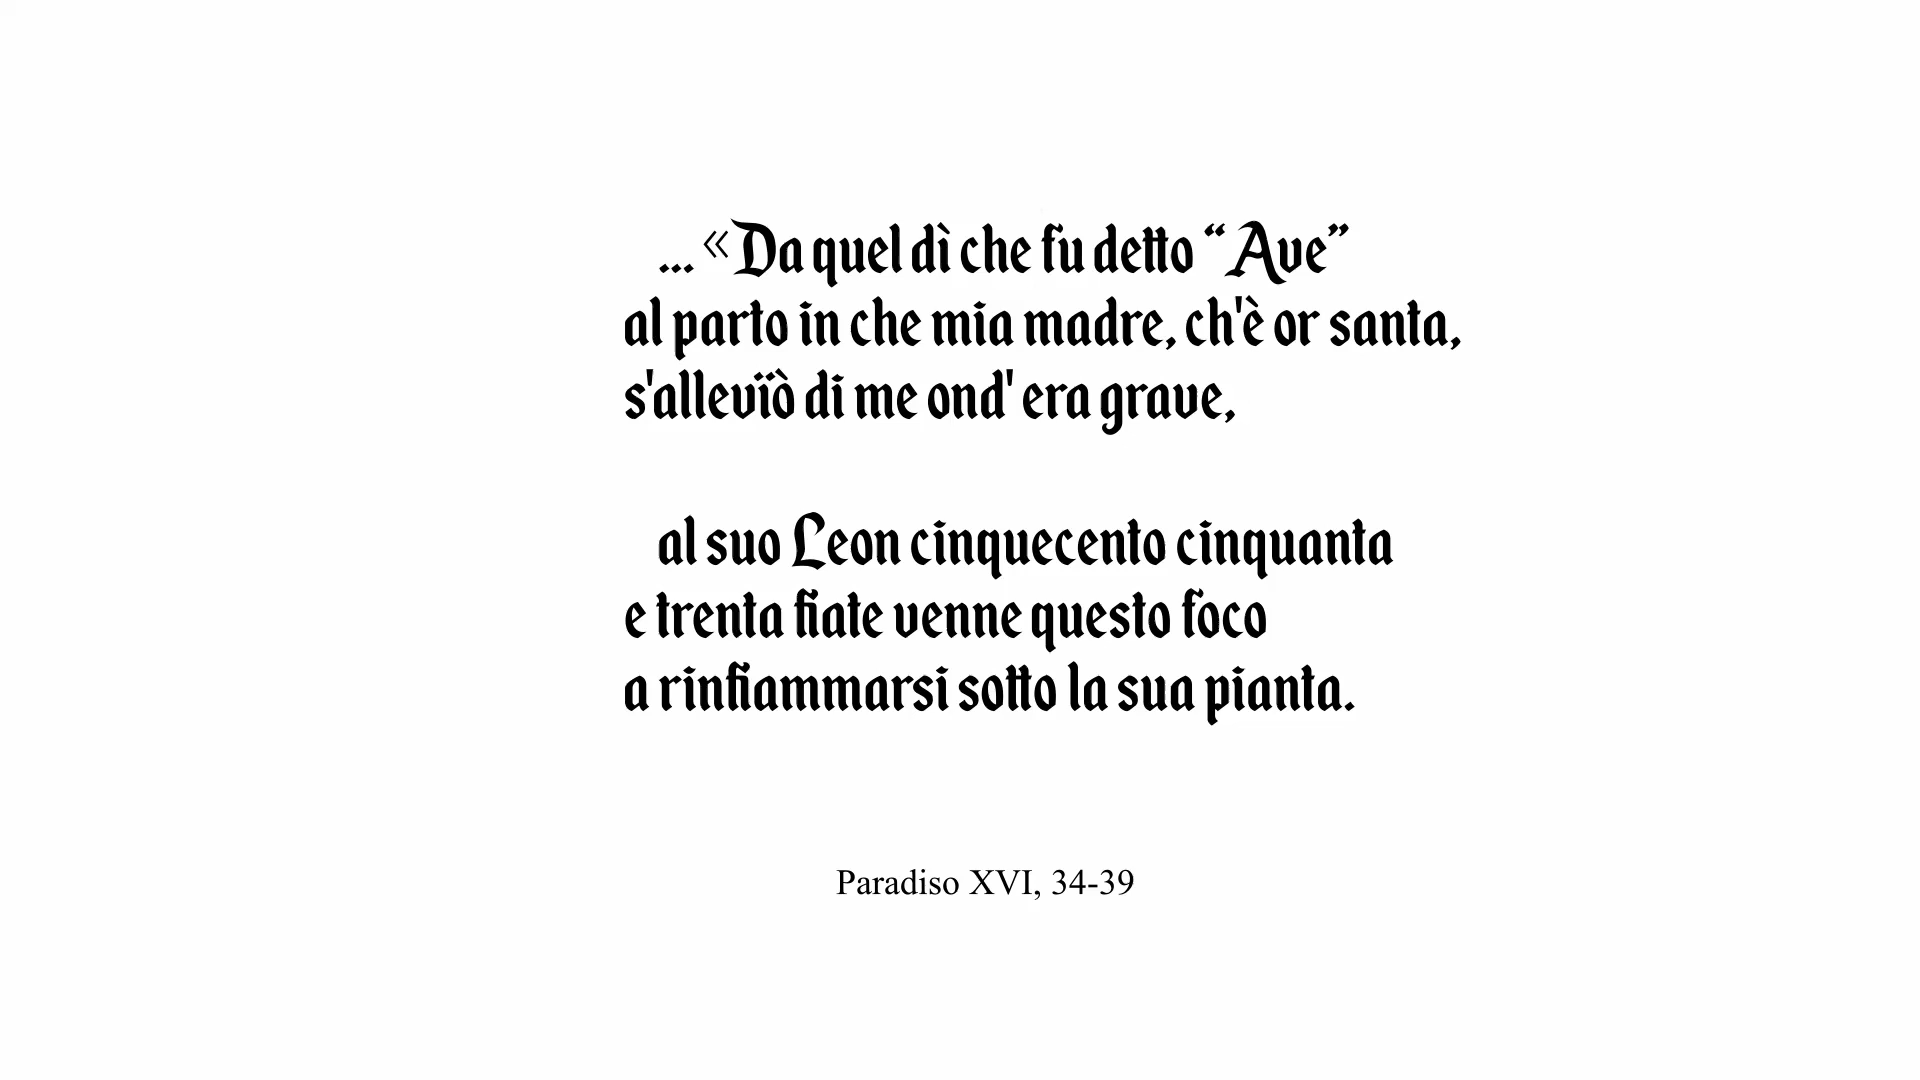 ... «Da quel dì che fu detto “Ave”
al parto in che mia madre, ch'è or santa,
s'allevïò di me ond' era grave,
al suo Leon cinquecento cinquanta
e trenta fiate venne questo foco
a rinfiammarsi sotto la sua pianta.
Paradiso XVI, 34-39